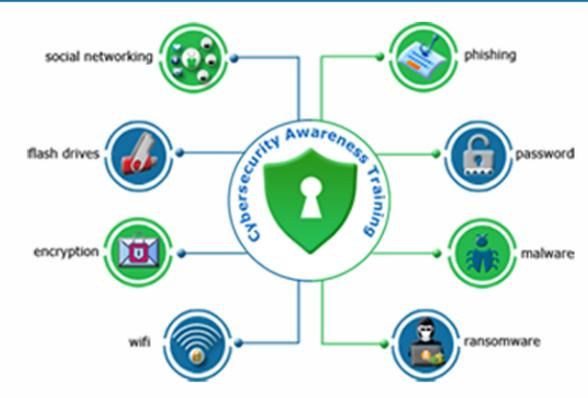 social networking
phishing
flash drives
password
Cybersecurity Awareness Training
encryption
malware
wifi
ransomware